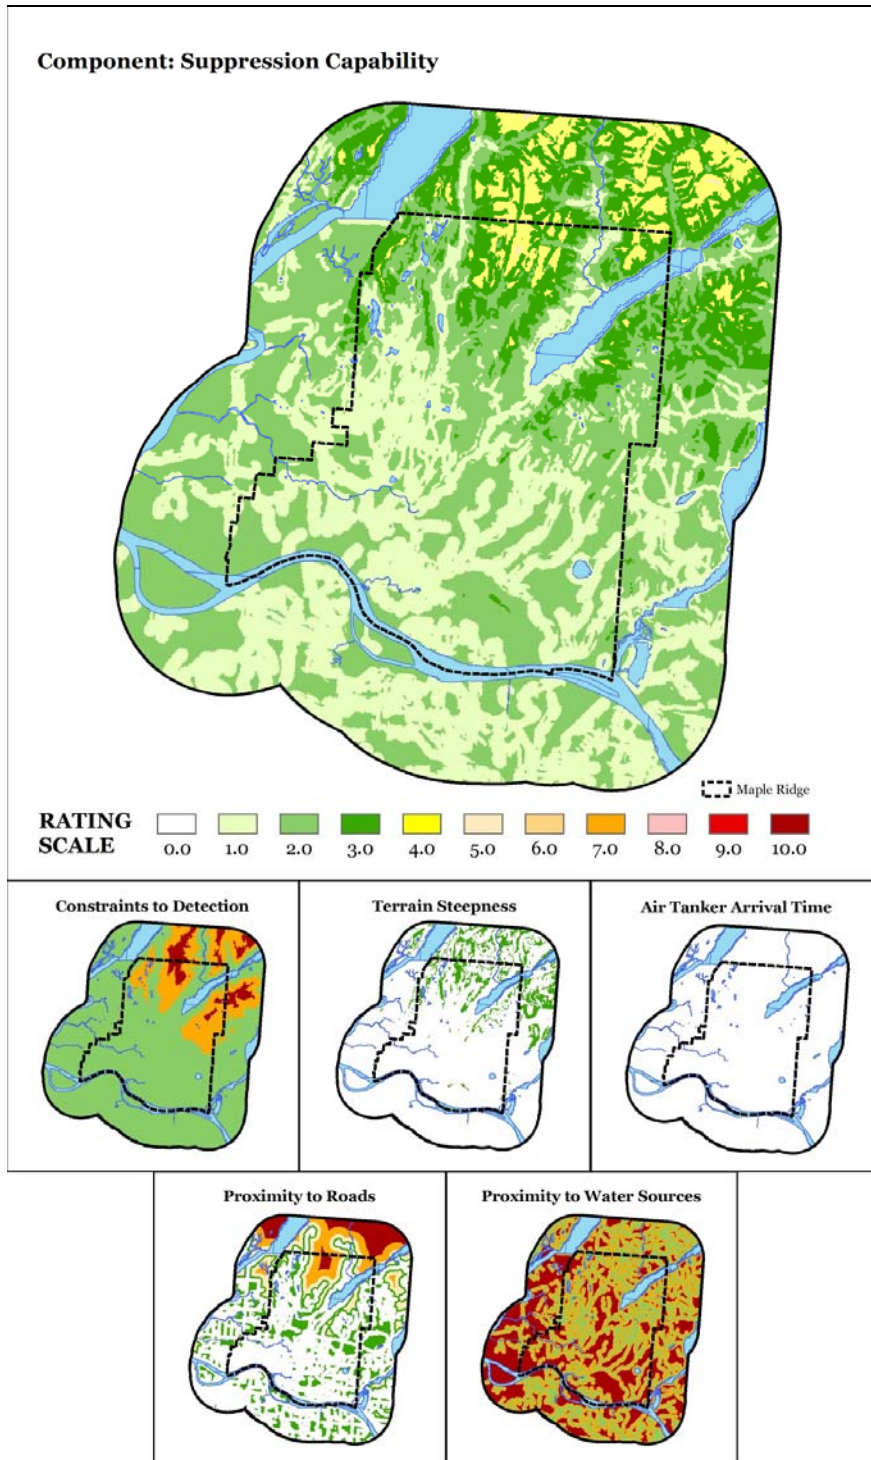 Component: Suppression Capability
Maple Ridge
RATING
SCALE
0.0 1.0 2.0 3.0 4.0 5.0 6.0 7.0 8.0 9.0 10.0
Constraints to Detection
Terrain Steepness
Air Tanker Arrival Time
Proximity to Roads
Proximity to Water Sources